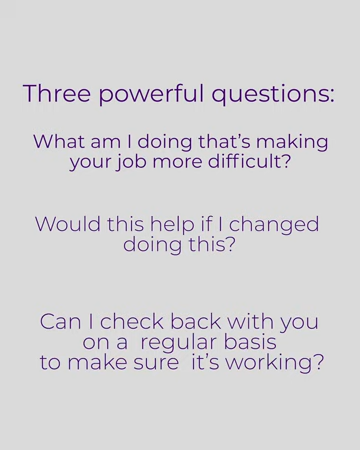 Three powerful questions:
What am I doing that’s making
your job more difficult?
Would this help if I changed
doing this?
Can I check back with you
on a regular basis
to make sure it’s working?